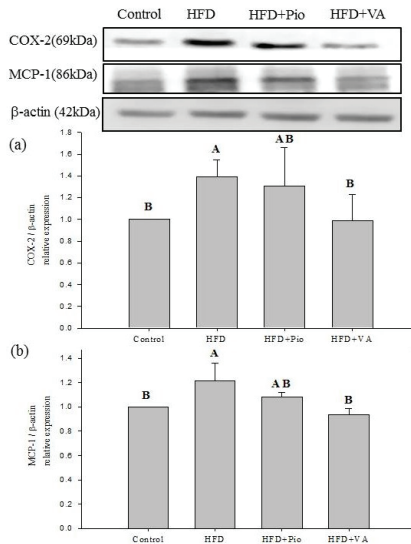 Control HFD HFD+Pio HFD+VA
COX-2(69kDa)
MCP-1(86kDa)
β-actin (42kDa)
(a)
COX-2 / β-actin
relative expression
1.8
1.6
1.4
1.2
1.0
0.8
0.6
0.4
0.2
0.0
B A AB B
Control HFD HFD+Pio HFD+VA
(b)
MCP-1 / β-actin
relative expression
1.4
1.2
1.0
0.8
0.6
0.4
0.2
0.0
B A AB B
Control HFD HFD+Pio HFD+VA